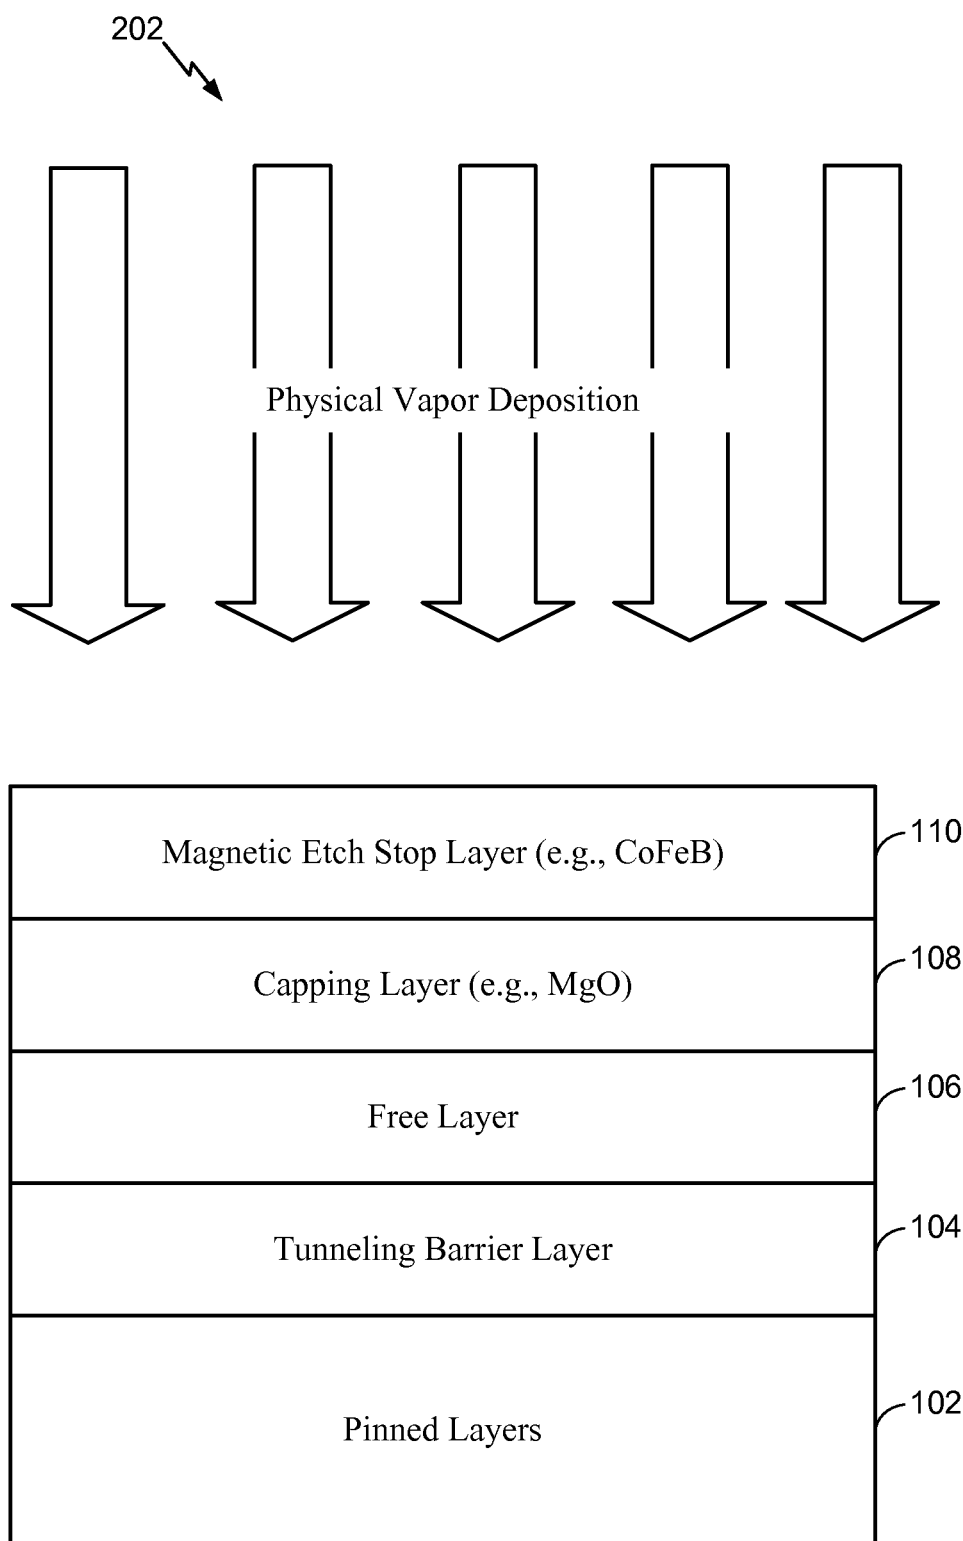 202
Physical Vapor Deposition
Magnetic Etch Stop Layer (e.g., CoFeB)
110
Capping Layer (e.g., MgO)
108
Free Layer
106
Tunneling Barrier Layer
104
Pinned Layers
102